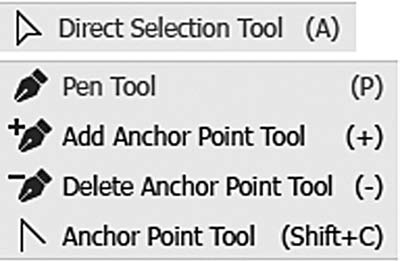 Direct Selection Tool (A)
Pen Tool (P)
Add Anchor Point Tool (+)
Delete Anchor Point Tool (-)
Anchor Point Tool (Shift+C)